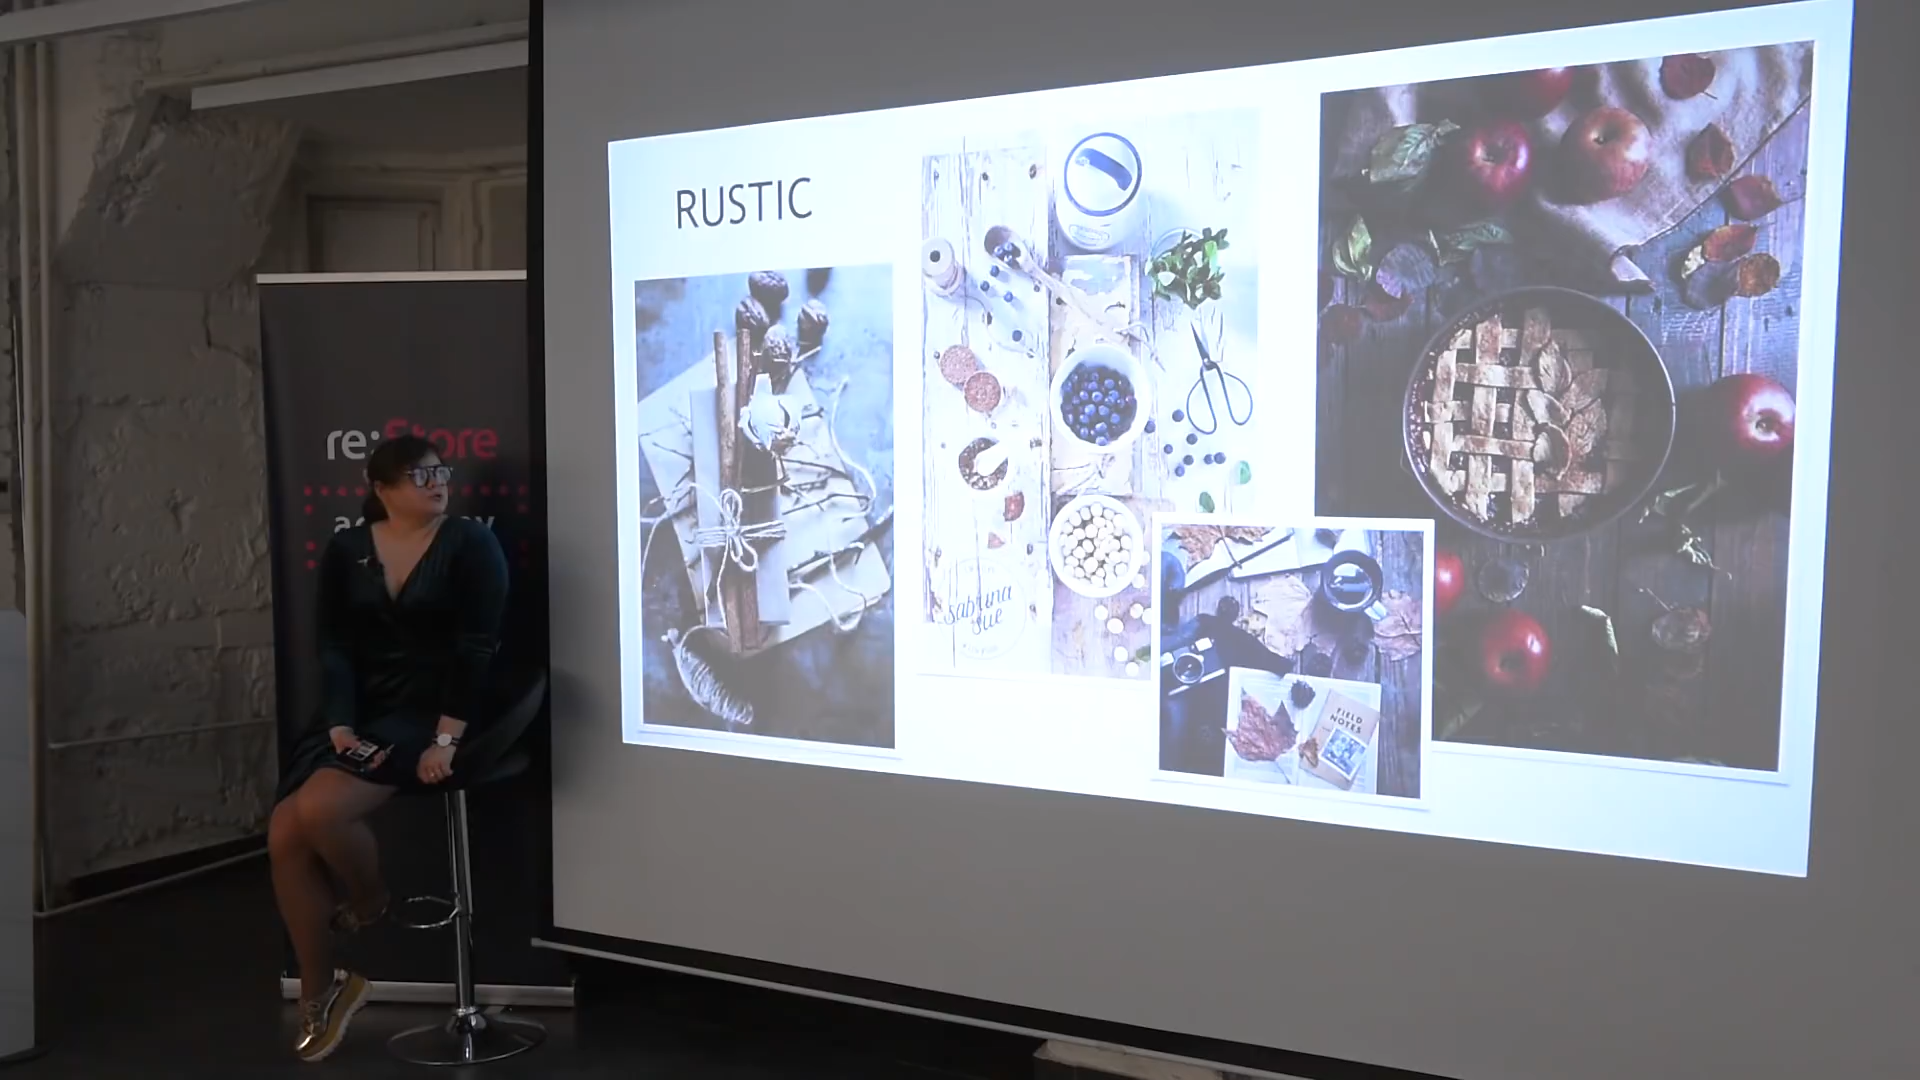 RUSTIC
re:Store
sabrina
sue
FIELD
NOTES